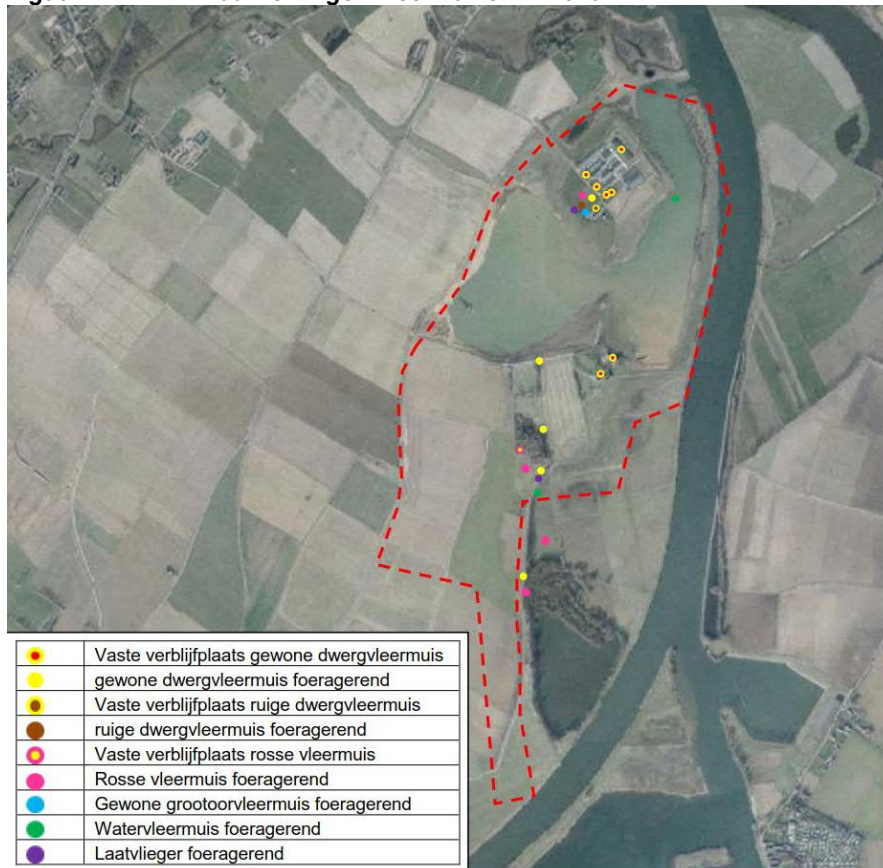 Vaste verblijfplaats gewone dwergvleermuis
gewone dwergvleermuis foeragerend
Vaste verblijfplaats ruige dwergvleermuis
ruige dwergvleermuis foeragerend
Vaste verblijfplaats rosse vleermuis
Rosse vleermuis foeragerend
Gewone grootoorvleermuis foeragerend
Watervleermuis foeragerend
Laatvlieger foeragerend